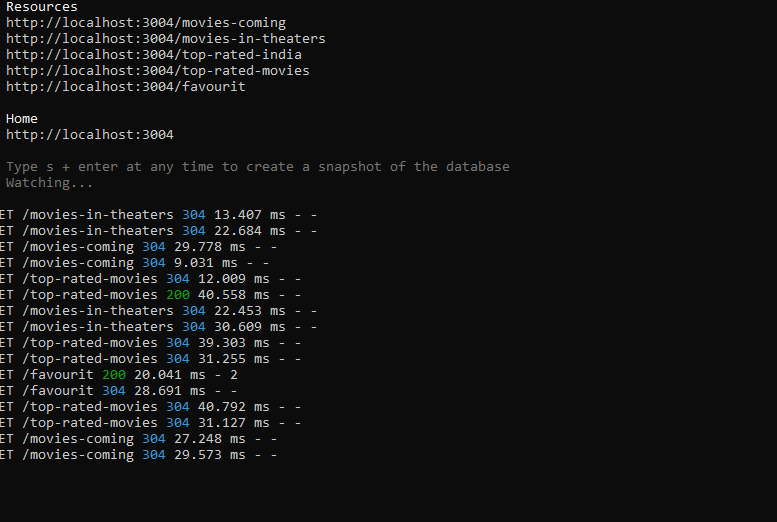 Resources
http://localhost:3004/movies-coming
http://localhost:3004/movies-in-theaters
http://localhost:3004/top-rated-india
http://localhost:3004/top-rated-movies
http://localhost:3004/favourit
Home
http://localhost:3004
Type s + enter at any time to create a snapshot of the database
Watching...
ET /movies-in-theaters 304 13.407 ms - -
ET /movies-in-theaters 304 22.684 ms - -
ET /movies-coming 304 29.778 ms - -
ET /movies-coming 304 9.031 ms - -
ET /top-rated-movies 304 12.009 ms - -
ET /top-rated-movies 200 40.558 ms - -
ET /movies-in-theaters 304 22.453 ms - -
ET /movies-in-theaters 304 30.609 ms - -
ET /top-rated-movies 304 39.303 ms - -
ET /top-rated-movies 304 31.255 ms - -
ET /favourit 200 20.041 ms - 2
ET /favourit 304 28.691 ms - -
ET /top-rated-movies 304 40.792 ms - -
ET /top-rated-movies 304 31.127 ms - -
ET /movies-coming 304 27.248 ms - -
ET /movies-coming 304 29.573 ms - -